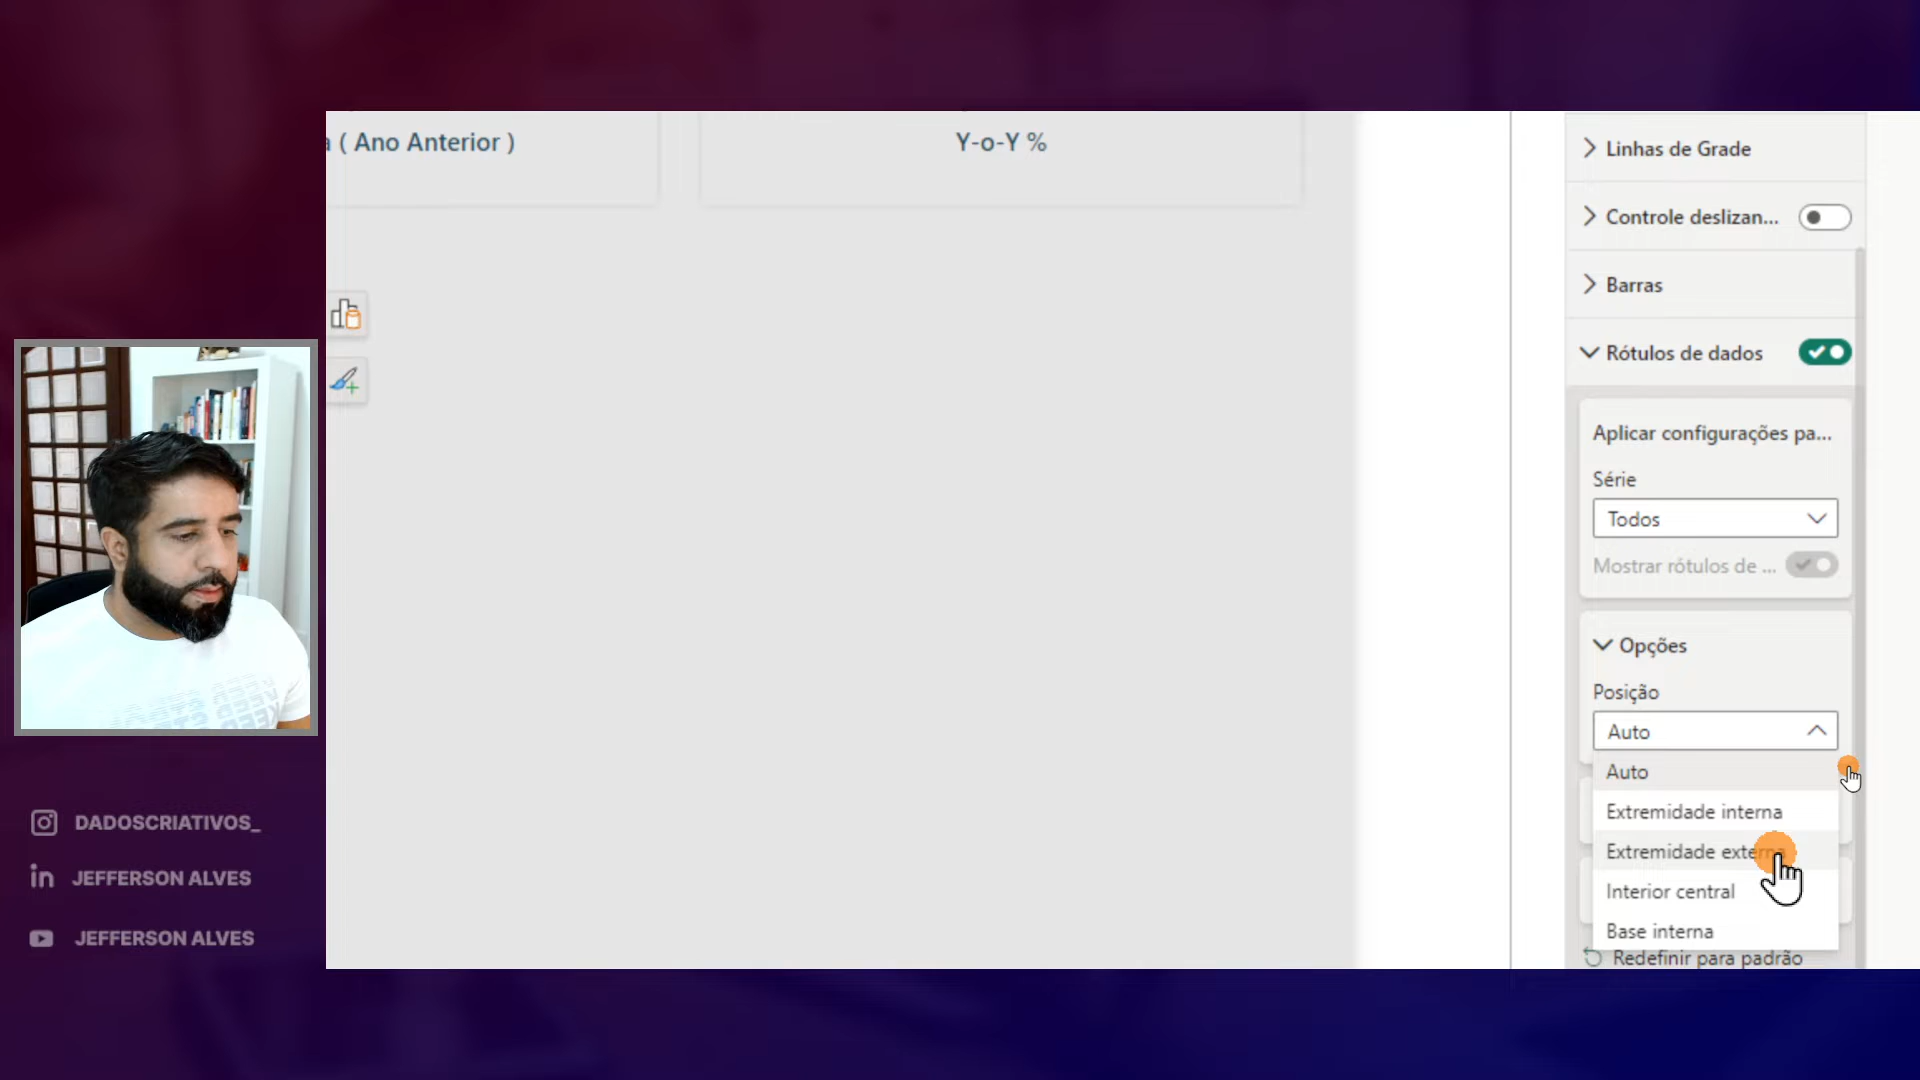 ( Ano Anterior )
Y-o-Y %
Linhas de Grade
Controle deslizan...
Barras
Rótulos de dados
Aplicar configurações pa...
Série
Todos
Mostrar rótulos de ...
Opções
Posição
Auto
Auto
Extremidade interna
Extremidade externa
Interior central
Base interna
Redefinir para padrão
DADOSCRIATIVOS_
JEFFERSON ALVES
JEFFERSON ALVES